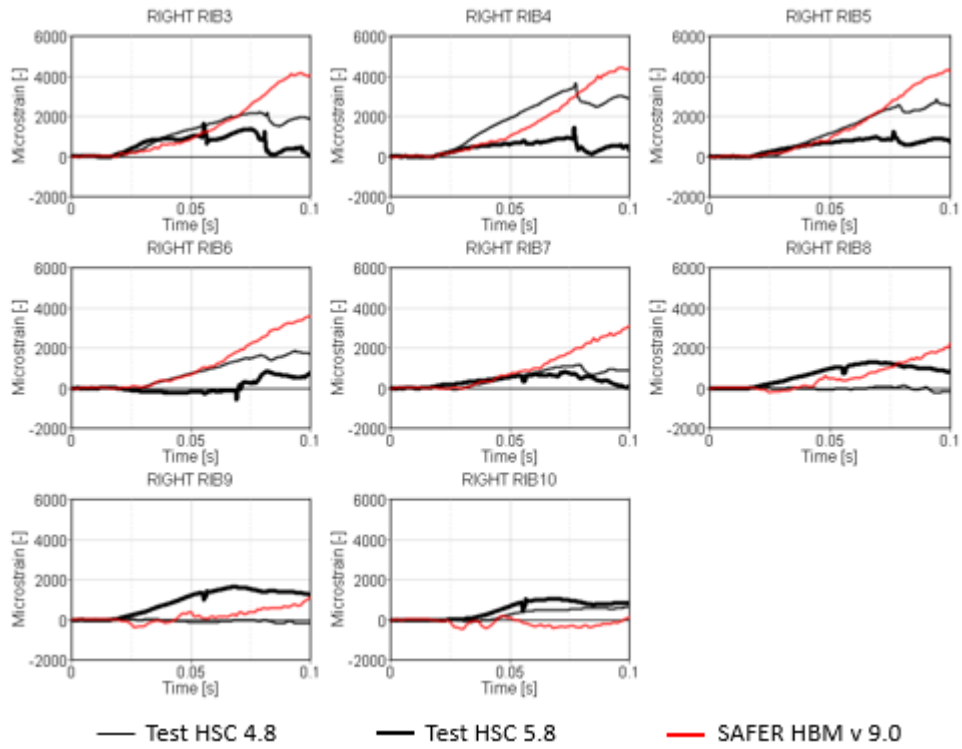 RIGHT RIB3 RIGHT RIB4 RIGHT RIB5
6000 6000 6000
4000 4000 4000
2000 2000 2000
0 0 0
-2000 -2000 -2000
Microstrain [-] Microstrain [-] Microstrain [-]
0 0.05 0.1 0 0.05 0.1 0 0.05 0.1
Time [s] Time [s] Time [s]
RIGHT RIB6 RIGHT RIB7 RIGHT RIB8
6000 6000 6000
4000 4000 4000
2000 2000 2000
0 0 0
-2000 -2000 -2000
Microstrain [-] Microstrain [-] Microstrain [-]
0 0.05 0.1 0 0.05 0.1 0 0.05 0.1
Time [s] Time [s] Time [s]
RIGHT RIB9 RIGHT RIB10
6000 6000
4000 4000
2000 2000
0 0
-2000 -2000
Microstrain [-] Microstrain [-]
0 0.05 0.1 0 0.05 0.1
Time [s] Time [s]
Test HSC 4.8 Test HSC 5.8 SAFER HBM v 9.0